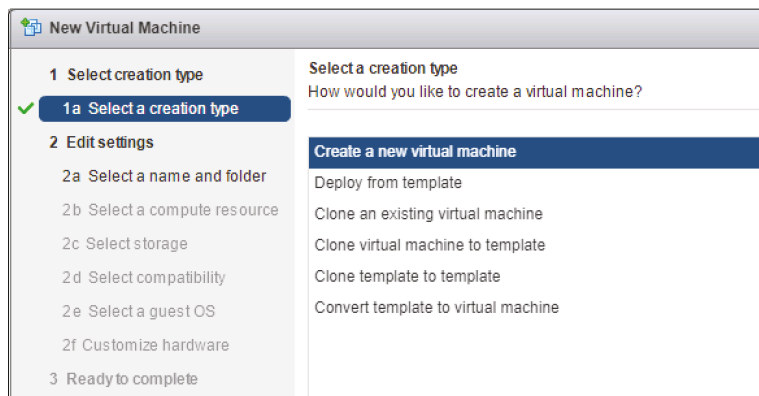 New Virtual Machine
1 Select creation type
1a Select a creation type
2 Edit settings
2a Select a name and folder
2b Select a compute resource
2c Select storage
2d Select compatibility
2e Select a guest OS
2f Customize hardware
3 Ready to complete
Select a creation type
How would you like to create a virtual machine?
Create a new virtual machine
Deploy from template
Clone an existing virtual machine
Clone virtual machine to template
Clone template to template
Convert template to virtual machine